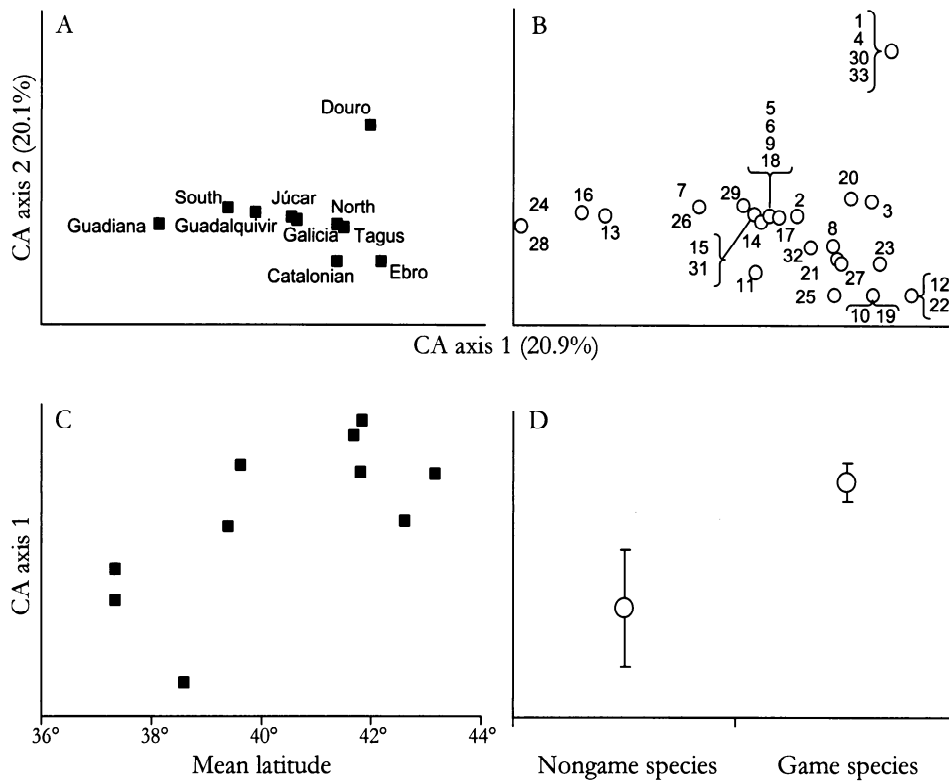 A
CA axis 2 (20.1%)
Douro
South
Júcar
North
Guadiana
Guadalquivir
Galicia
Tagus
Catalonian
Ebro
B
1
4
30
33
5
6
9
18
24
28
16
13
7
26
29
2
20
3
15
31
14
17
11
32
8
21
27
23
25
10 19
12
22
CA axis 1 (20.9%)
C
CA axis 1
36° 38° 40° 42° 44°
Mean latitude
D
Nongame species Game species